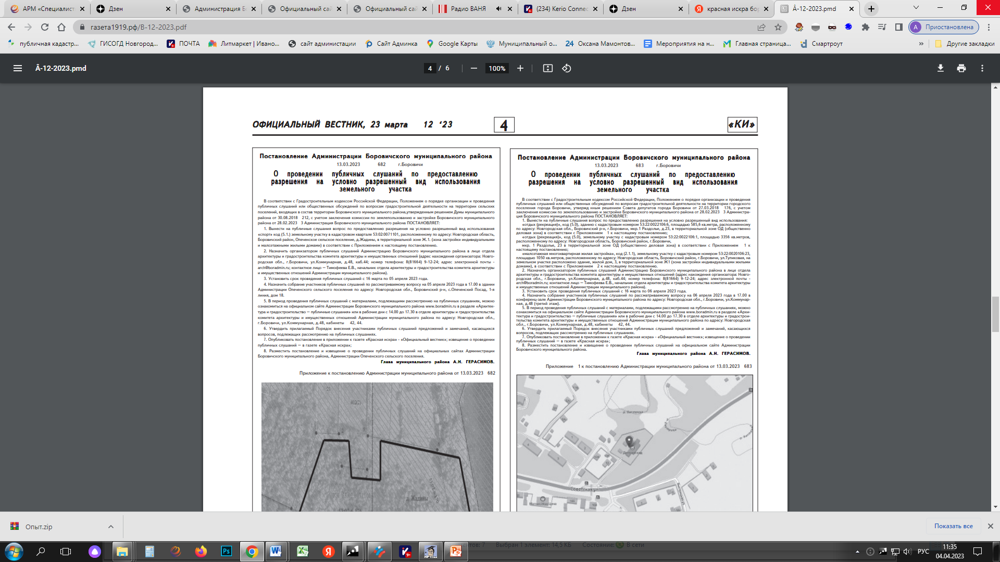 АРМ «Специалист
Дзен
Администрация Б
Официальный сай
Официальный сай
Радио ВАНЯ
(234) Kerio Connec
Дзен
красная искра бор
Â-12-2023.pmd
газета1919.рф/В-12-2023.pdf
Приостановлена
публичная кадастр...
ГИСОГД Новгород...
ПОЧТА
Литмаркет | Ивано...
сайт администации
Сайт Админка
Google Карты
Муниципальный о...
Оксана Мамонтов...
Мероприятия на н...
Главная страница...
Смартроут
Другие закладки
Â-12-2023.pmd
4 / 6
100%
ОФИЦИАЛЬНЫЙ ВЕСТНИК, 23 марта 12 ‘23
4
«КИ»
Постановление Администрации Боровичского муниципального района
13.03.2023 682 г.Боровичи
О проведении публичных слушаний по предоставлению
разрешения на условно разрешенный вид использования
земельного участка
В соответствии с Градостроительным кодексом Российской Федерации, Положением о порядке организации и проведения
публичных слушаний или общественных обсуждений по вопросам градостроительной деятельности на территории сельских
поселений, входящих в состав территории Боровичского муниципального района,утвержденным решением Думы муниципального
района от 30.08.2018 212, с учетом заключения комиссии по землепользованию и застройке Боровичского муниципального
района от 28.02.2023 3 Администрация Боровичского муниципального района ПОСТАНОВЛЯЕТ:
1. Вынести на публичные слушания вопрос по предоставлению разрешения на условно разрешенный вид использования
«спорт» код (5.1.) земельному участку в кадастровом квартале 53:02:0071101, расположенному по адресу: Новгородская область,
Боровичский район, Опеченское сельское поселение, д.Жадины, в территориальной зоне Ж.1. (зона застройки индивидуальными
и малоэтажными жилыми домами) в соответствии с Приложением к настоящему постановлению.
2. Назначить организатором публичных слушаний Администрацию Боровичского муниципального района в лице отдела
архитектуры и градостроительства комитета архитектуры и имущественных отношений (адрес нахождения организатора: Новго-
родская обл., г.Боровичи, ул.Коммунарная, д.48, каб.44; номер телефона: 8(81664) 9-12-24; адрес электронной почты -
arch@boradmin.ru; контактное лицо — Тимофеева Е.В., начальник отдела архитектуры и градостроительства комитета архитектуры
и имущественных отношений Администрации муниципального района).
3. Установить срок проведения публичных слушаний с 16 марта по 05 апреля 2023 года.
4. Назначить собрание участников публичных слушаний по рассматриваемому вопросу на 05 апреля 2023 года в 17.00 в здании
Администрации Опеченского сельского поселения по адресу: Новгородская обл., Боровичский р-н, с.Опеченский Посад, 1-я
линия, дом 18.
5. В период проведения публичных слушаний с материалами, подлежащими рассмотрению на публичных слушаниях, можно
ознакомиться на официальном сайте Администрации Боровичского муниципального района www.boradmin.ru в разделе «Архитек-
тура и градостроительство — публичные слушания» или в рабочие дни с 14.00 до 17.30 в отделе архитектуры и градостроительства
комитета архитектуры и имущественных отношений Администрации муниципального района по адресу: Новгородская обл.,
г.Боровичи, ул.Коммунарная, д.48, кабинеты 42, 44.
6. Утвердить прилагаемый Порядок внесения участниками публичных слушаний предложений и замечаний, касающихся
вопросов, подлежащих рассмотрению на публичных слушаниях.
7. Опубликовать постановление в приложении к газете «Красная искра» - «Официальный вестник»; извещение о проведении
публичных слушаний — в газете «Красная искра»;
8. Разместить постановление и извещение о проведении публичных слушаний на официальных сайтах Администрации
Боровичского муниципального района, Администрации Опеченского сельского поселения.
Глава муниципального района А.Н. ГЕРАСИМОВ.
Приложение к постановлению Администрации муниципального района от 13.03.2023 682
21
402(2)
д. Жадины
Постановление Администрации Боровичского муниципального района
13.03.2023 683 г.Боровичи
О проведении публичных слушаний по предоставлению
разрешения на условно разрешенный вид использования
земельного участка
В соответствии с Градостроительным кодексом Российской Федерации, Положением о порядке организации и проведения
публичных слушаний или общественных обсуждений по вопросам градостроительной деятельности на территории городского
поселения города Боровичи, утвержд нным решением Совета депутатов города Боровичи от 27.03.2018 176, с учетом
заключения комиссии по землепользованию и застройке Боровичского муниципального района от 28.02.2023 3 Администра-
ция Боровичского муниципального района ПОСТАНОВЛЯЕТ:
1. Вынести на публичные слушания вопрос по предоставлению разрешения на условно разрешенный вид использования:
«отдых (рекреация)», код (5.0), зданию с кадастровым номером 53:22:0022106:6, площадью 585,6 кв.метра, расположенному
по адресу: Новгородская обл., Боровичский р-н, г.Боровичи, мкр.1 Раздолье, д.23, в территориальной зоне ОД (общественно
деловая зона) в соответствии с Приложением 1 к настоящему постановлению;
«отдых (рекреация)», код (5.0), земельному участку с кадастровым номером 53:22:0022106:1, площадью 3356 кв.метров,
расположенному по адресу: Новгородская область, Боровичский район, г.Боровичи,
мкр. 1 Раздолье, 23 в территориальной зоне ОД (общественно деловая зона) в соответствии с Приложением 1 к
настоящему постановлению;
«малоэтажная многоквартирная жилая застройка», код (2.1.1), земельному участку с кадастровым номером 53:22:0020106:23,
площадью 1050 кв.метров, расположенному по адресу: Новгородская область, Боровичский район, г.Боровичи, ул.Тупиковая, на
земельном участке расположено здание, жилой дом, 3, в территориальной зоне Ж1 (зона застройки индивидуальными жилыми
домами), в соответствии с Приложением 2 к настоящему постановлению.
2. Назначить организатором публичных слушаний Администрацию Боровичского муниципального района в лице отдела
архитектуры и градостроительства комитета архитектуры и имущественных отношений (адрес нахождения организатора: Новго-
родская обл., г.Боровичи, ул.Коммунарная, д.48, каб.44; номер телефона: 8(81664) 9-12-24; адрес электронной почты -
arch@boradmin.ru; контактное лицо — Тимофеева Е.В., начальник отдела архитектуры и градостроительства комитета архитектуры
и имущественных отношений Администрации муниципального района).
3. Установить срок проведения публичных слушаний с 16 марта по 06 апреля 2023 года.
4. Назначить собрание участников публичных слушаний по рассматриваемому вопросу на 06 апреля 2023 года в 17.00 в
конференц-зале Администрации Боровичского муниципального района по адресу: Новгородская обл., г.Боровичи, ул.Коммунар-
ная, д.48 (третий этаж).
5. В период проведения публичных слушаний с материалами, подлежащими рассмотрению на публичных слушаниях, можно
ознакомиться на официальном сайте Администрации Боровичского муниципального района www.boradmin.ru в разделе «Архи-
тектура и градостроительство — публичные слушания» или в рабочие дни с 14.00 до 17.30 в отделе архитектуры и градострои-
тельства комитета архитектуры и имущественных отношений Администрации муниципального района по адресу: Новгородская
обл., г.Боровичи, ул.Коммунарная, д.48, кабинеты 42, 44.
6. Утвердить прилагаемый Порядок внесения участниками публичных слушаний предложений и замечаний, касающихся
вопросов, подлежащих рассмотрению на публичных слушаниях.
7. Опубликовать постановление в приложении к газете «Красная искра» - «Официальный вестник»; извещение о проведении
публичных слушаний — в газете «Красная искра»;
8. Разместить постановление и извещение о проведении публичных слушаний на официальном сайте Администрации
Боровичского муниципального района.
Глава муниципального района А.Н. ГЕРАСИМОВ.
Приложение 1 к постановлению Администрации муниципального района от 13.03.2023 683
Советская ул
Опыт.zip
Показать все
Выбран 1 элемент: 14,5 КБ
Состояние: В сети
РУС
11:35
04.04.2023